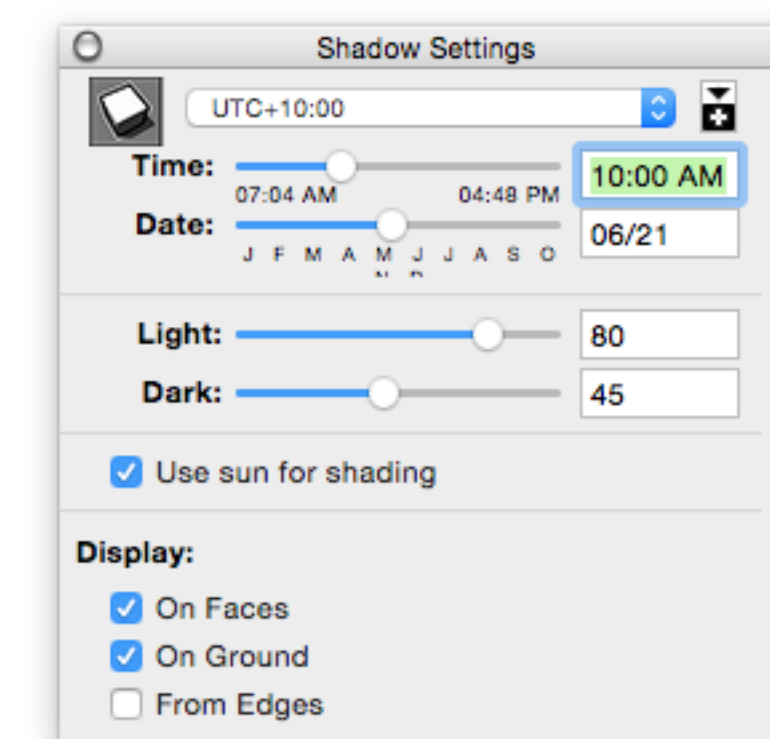 Shadow Settings
UTC+10:00
Time: 10:00 AM
07:04 AM 04:48 PM
Date: 06/21
J F M A M J J A S O
Light: 80
Dark: 45
Use sun for shading
Display:
On Faces
On Ground
From Edges